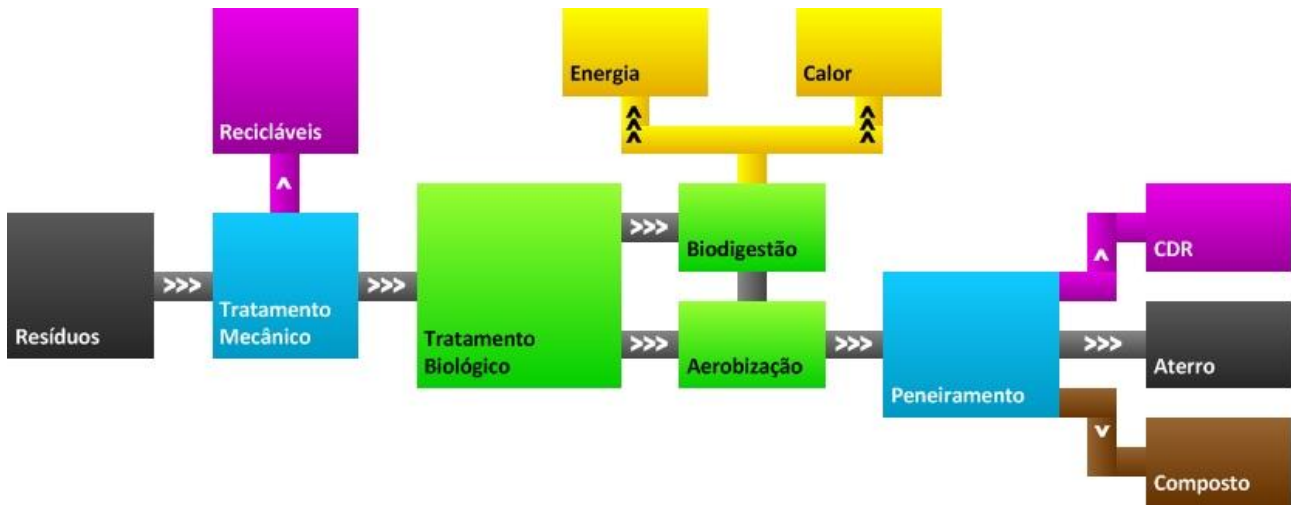 Energia
Calor
Recicláveis
Biodigestão
CDR
Resíduos
Tratamento
Mecânico
Tratamento
Biológico
Aerobização
Peneiramento
Aterro
Composto